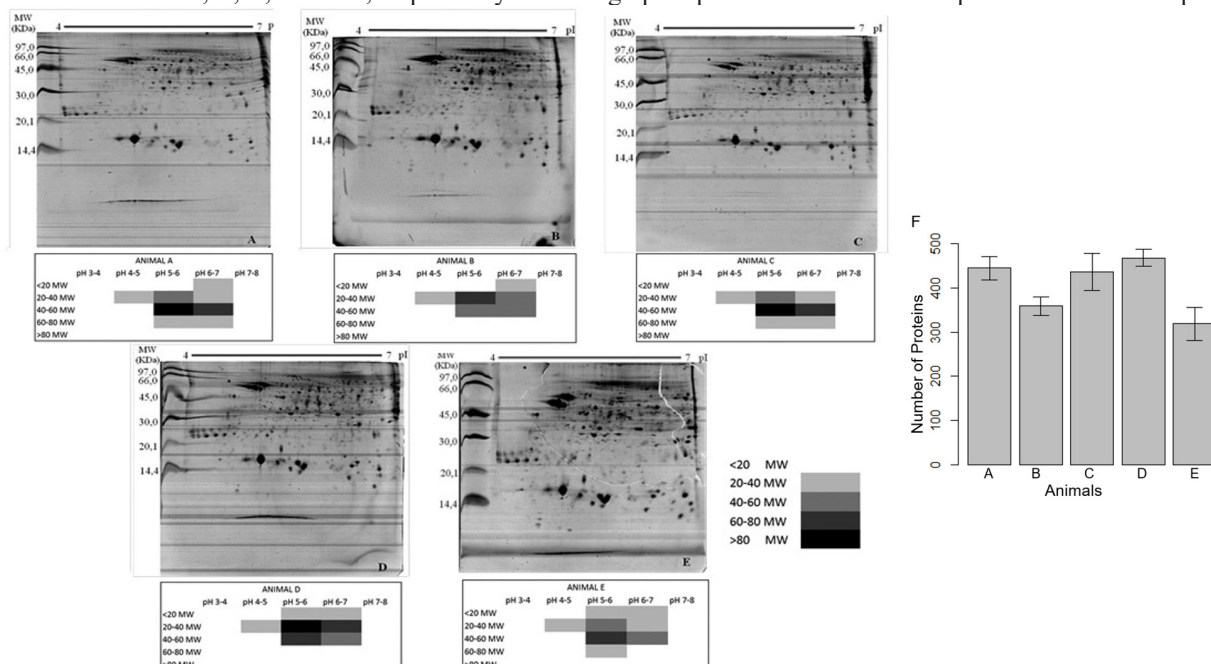 MW
(KDa)
4 7 P
97,0
66,0
45,0
30,0
20,1
14,4
A
MW
(KDa)
4 7 pI
97,0
66,0
45,0
30,0
20,1
14,4
B
MW
(KDa)
4 7 pI
97,0
66,0
45,0
30,0
20,1
14,4
C
ANIMAL A
pH 3-4 pH 4-5 pH 5-6 pH 6-7 pH 7-8
<20 MW
20-40 MW
40-60 MW
60-80 MW
>80 MW
ANIMAL B
pH 3-4 pH 4-5 pH 5-6 pH 6-7 pH 7-8
<20 MW
20-40 MW
40-60 MW
60-80 MW
>80 MW
ANIMAL C
pH 3-4 pH 4-5 pH 5-6 pH 6-7 pH 7-8
<20 MW
20-40 MW
40-60 MW
60-80 MW
>80 MW
MW
(KDa)
4 7 pI
97,0
66,0
45,0
30,0
20,1
14,4
D
MW
(KDa)
4 7 pI
97,0
66,0
45,0
30,0
20,1
14,4
E
ANIMAL D
pH 3-4 pH 4-5 pH 5-6 pH 6-7 pH 7-8
<20 MW
20-40 MW
40-60 MW
60-80 MW
ANIMAL E
pH 3-4 pH 4-5 pH 5-6 pH 6-7 pH 7-8
<20 MW
20-40 MW
40-60 MW
60-80 MW
<20 MW
20-40 MW
40-60 MW
60-80 MW
>80 MW
F
Number of Proteins
500
400
300
200
100
0
A B C D E
Animals